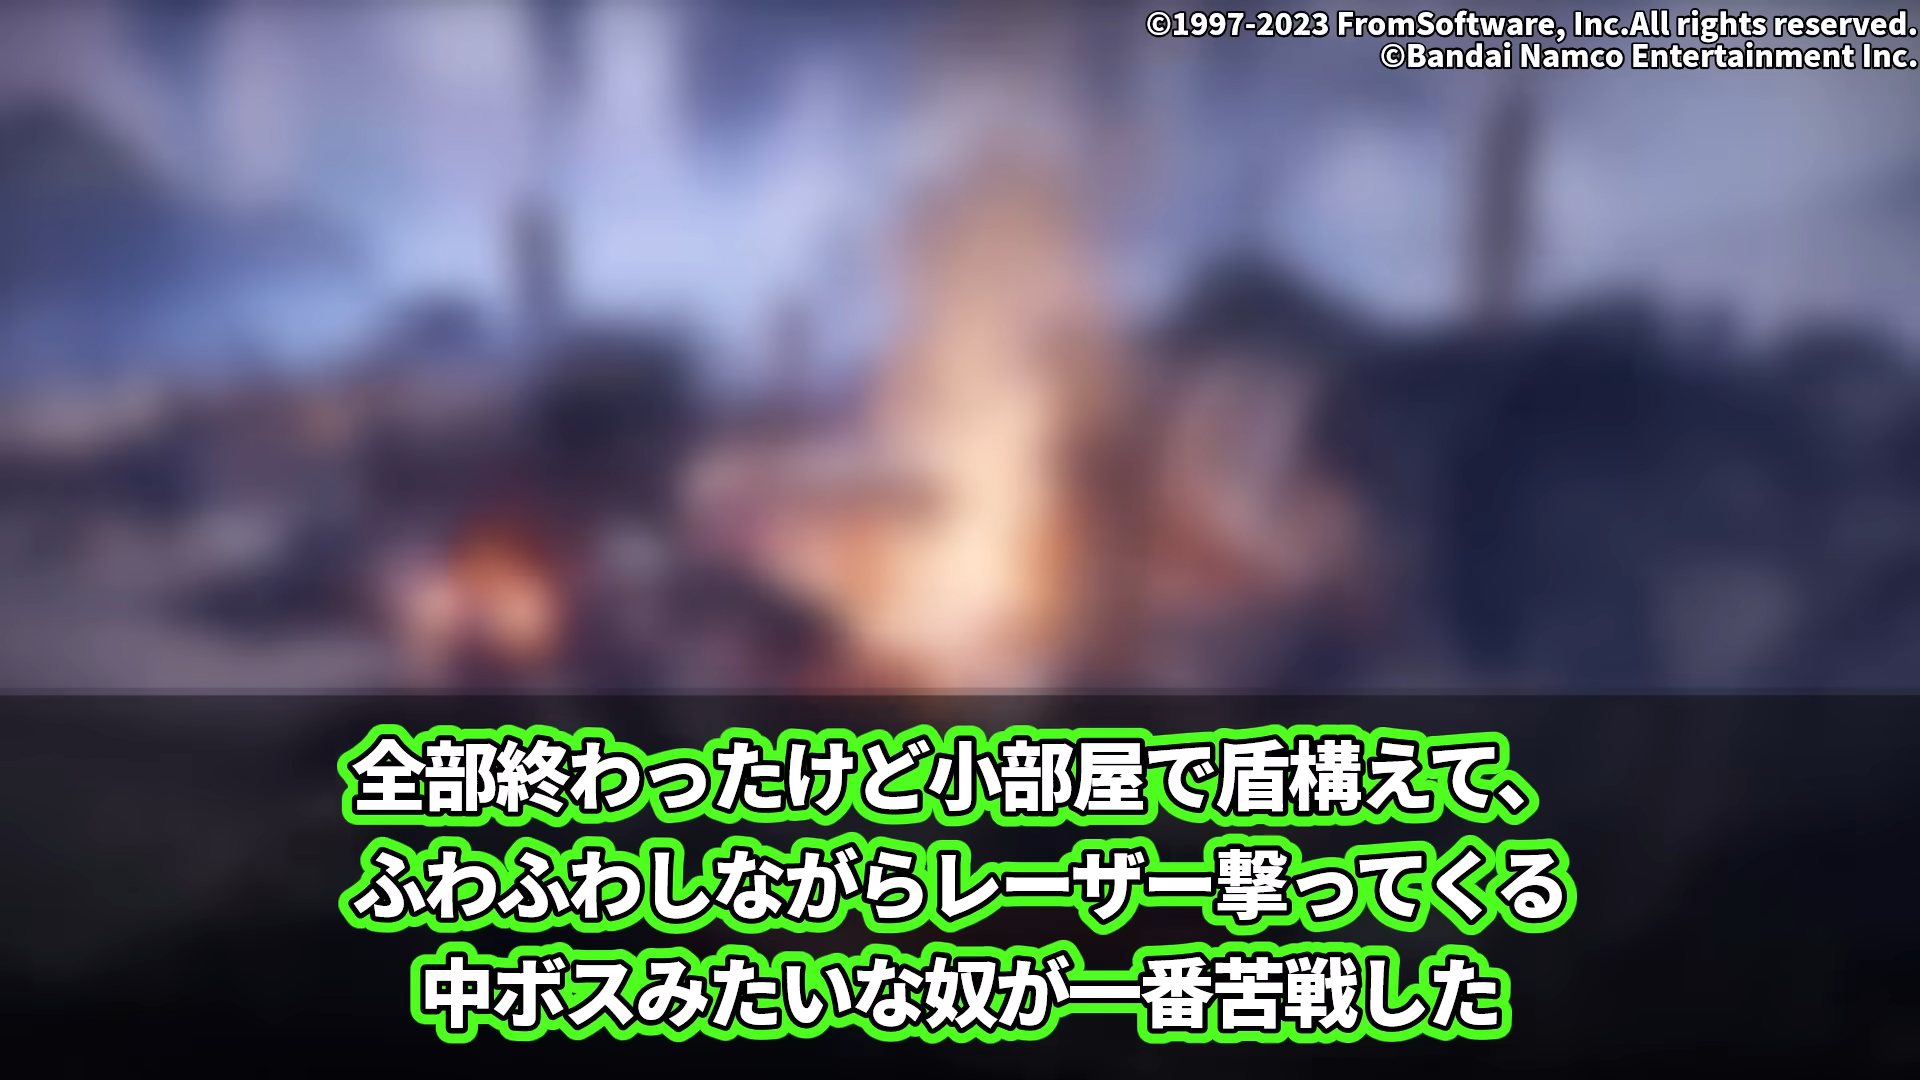 ©1997-2023 FromSoftware, Inc.All rights reserved.
©Bandai Namco Entertainment Inc.
全部終わったけど小部屋で盾構えて、
ふわふわしながらレーザー撃ってくる
中ボスみたいな奴が一番苦戦した